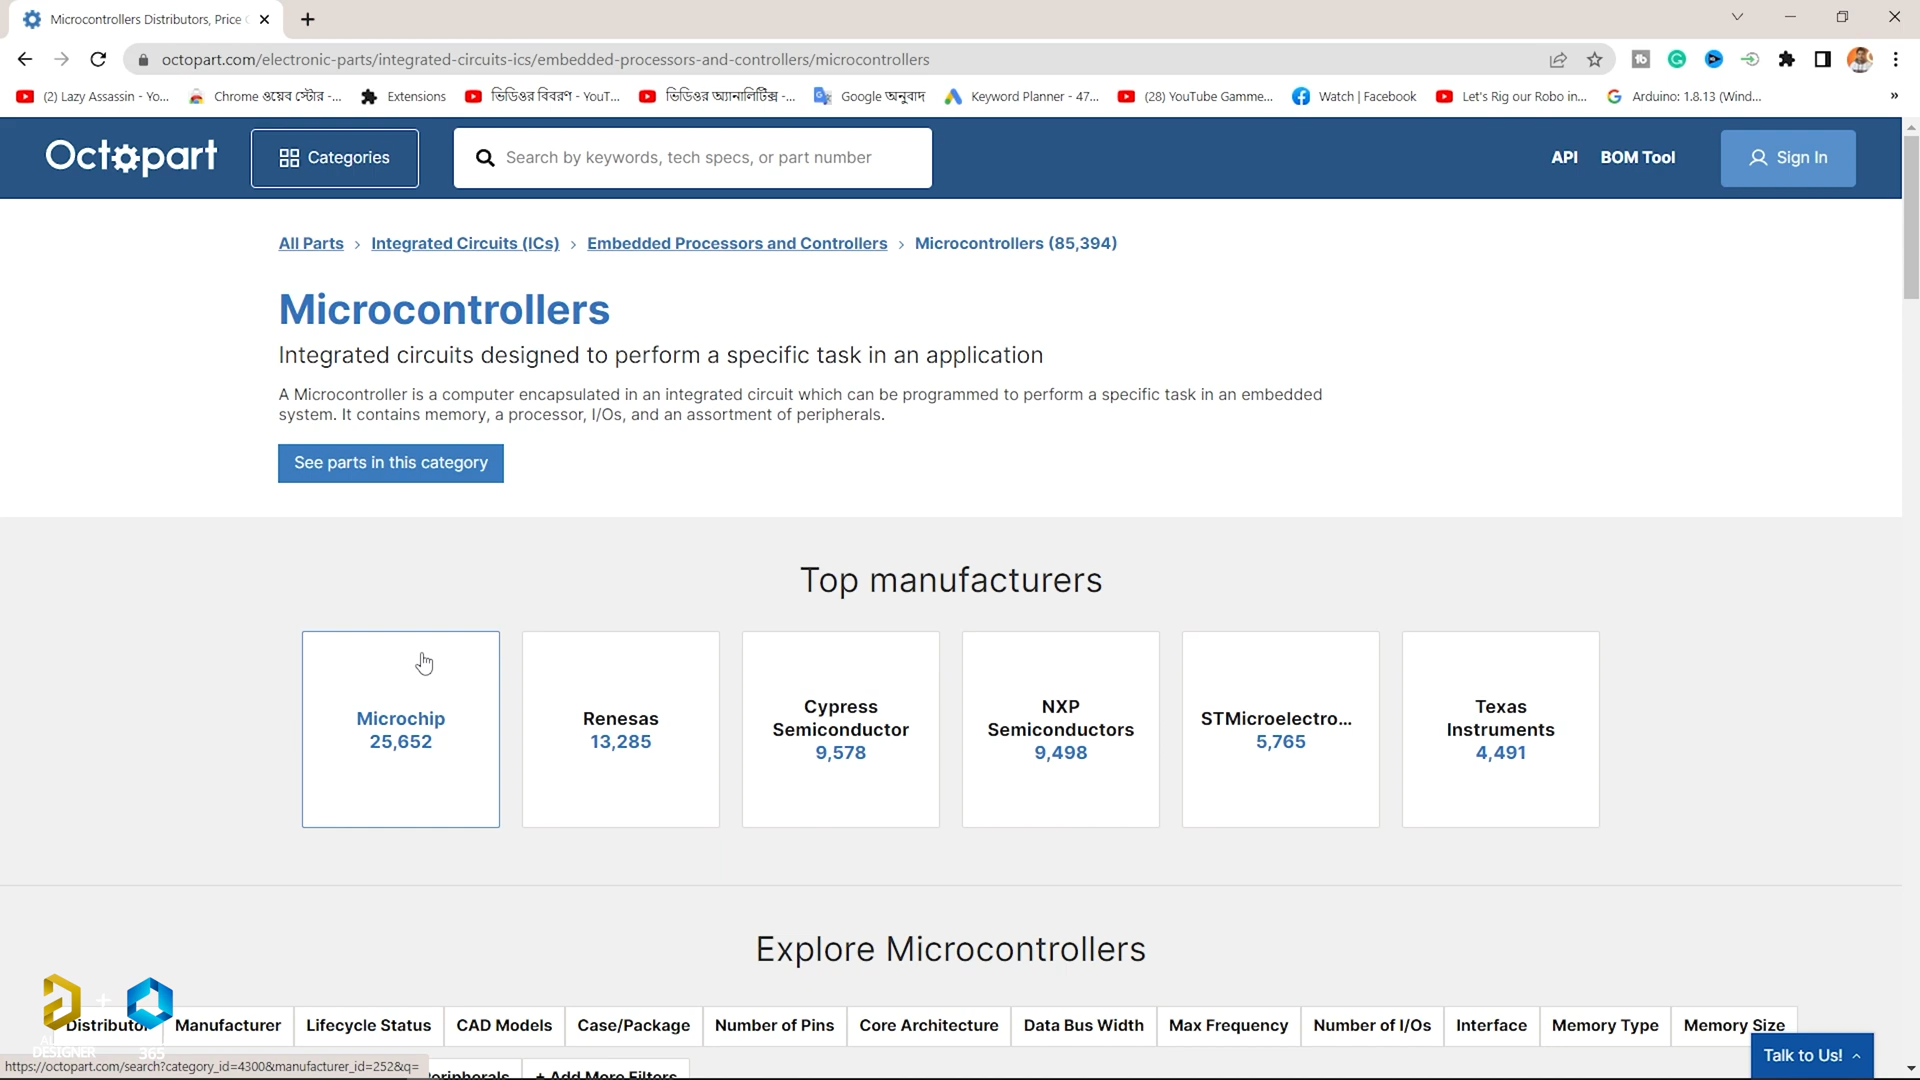 Microcontrollers Distributors, Price
octopart.com/electronic-parts/integrated-circuits-ics/embedded-processors-and-controllers/microcontrollers
(2) Lazy Assassin - Yo... Chrome ওয়েব স্টোর -... Extensions ভিডিওর বিবরণ - YouT... ভিডিওর অ্যানালিটিক্স -... Google অনুবাদ Keyword Planner - 47... (28) YouTube Gamme... Watch | Facebook Let's Rig our Robo in... Arduino: 1.8.13 (Wind... »
Octopart Categories Search by keywords, tech specs, or part number API BOM Tool Sign In
All Parts > Integrated Circuits (ICs) > Embedded Processors and Controllers > Microcontrollers (85,394)
Microcontrollers
Integrated circuits designed to perform a specific task in an application
A Microcontroller is a computer encapsulated in an integrated circuit which can be programmed to perform a specific task in an embedded
system. It contains memory, a processor, I/Os, and an assortment of peripherals.
See parts in this category
Top manufacturers
Microchip
25,652
Renesas
13,285
Cypress
Semiconductor
9,578
NXP
Semiconductors
9,498
STMicroelectro...
5,765
Texas
Instruments
4,491
Explore Microcontrollers
Distributor Manufacturer Lifecycle Status CAD Models Case/Package Number of Pins Core Architecture Data Bus Width Max Frequency Number of I/Os Interface Memory Type Memory Size
DESIGNER 365
Talk to Us!
https://octopart.com/search?category_id=4300&manufacturer_id=252&q=
Peripherals + Add More Filters